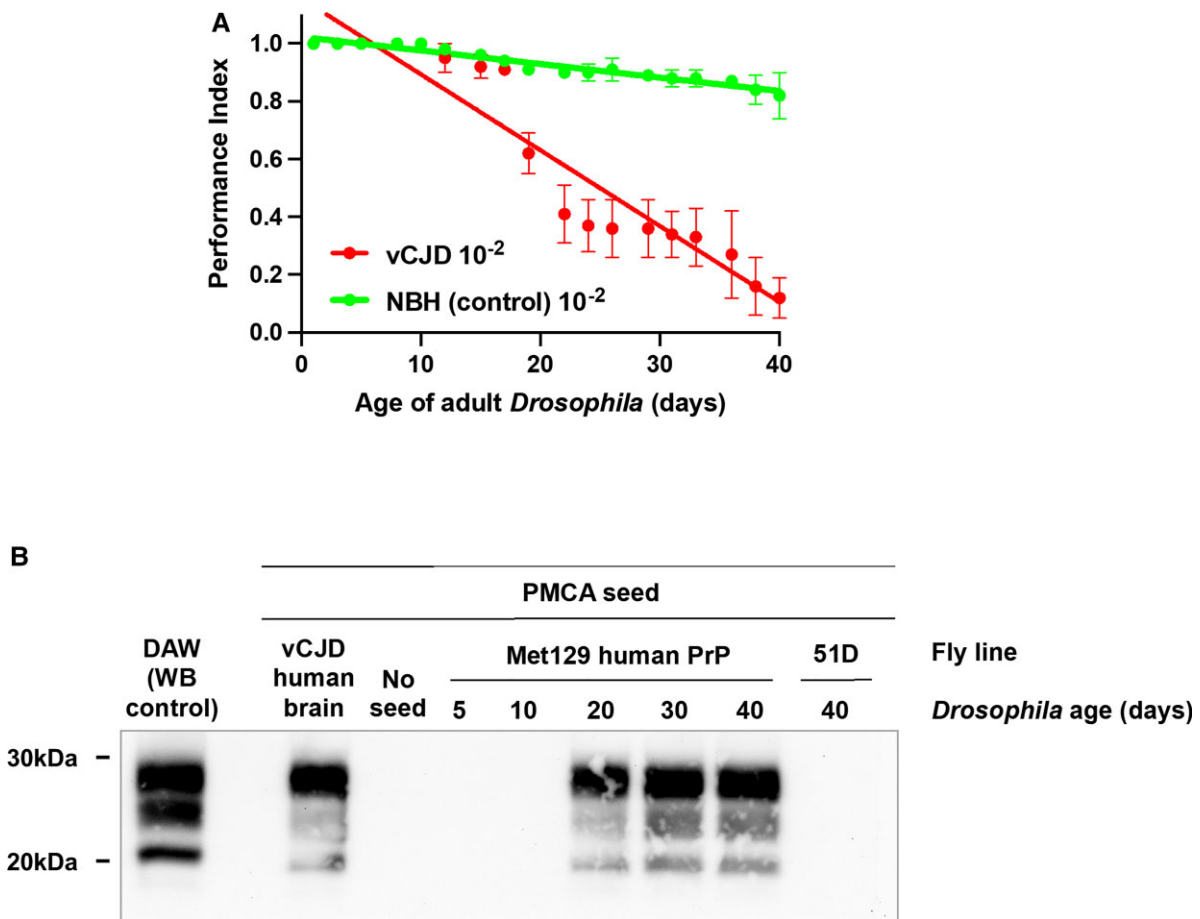 A
Performance Index
1.0
0.8
0.6
0.4
0.2
0.0
vCJD 10-2
NBH (control) 10-2
0 10 20 30 40
Age of adult Drosophila (days)
B
PMCA seed
DAW (WB control)
vCJD human brain
No seed
Met129 human PrP
51D
Fly line
5 10 20 30 40 40
Drosophila age (days)
30kDa
20kDa